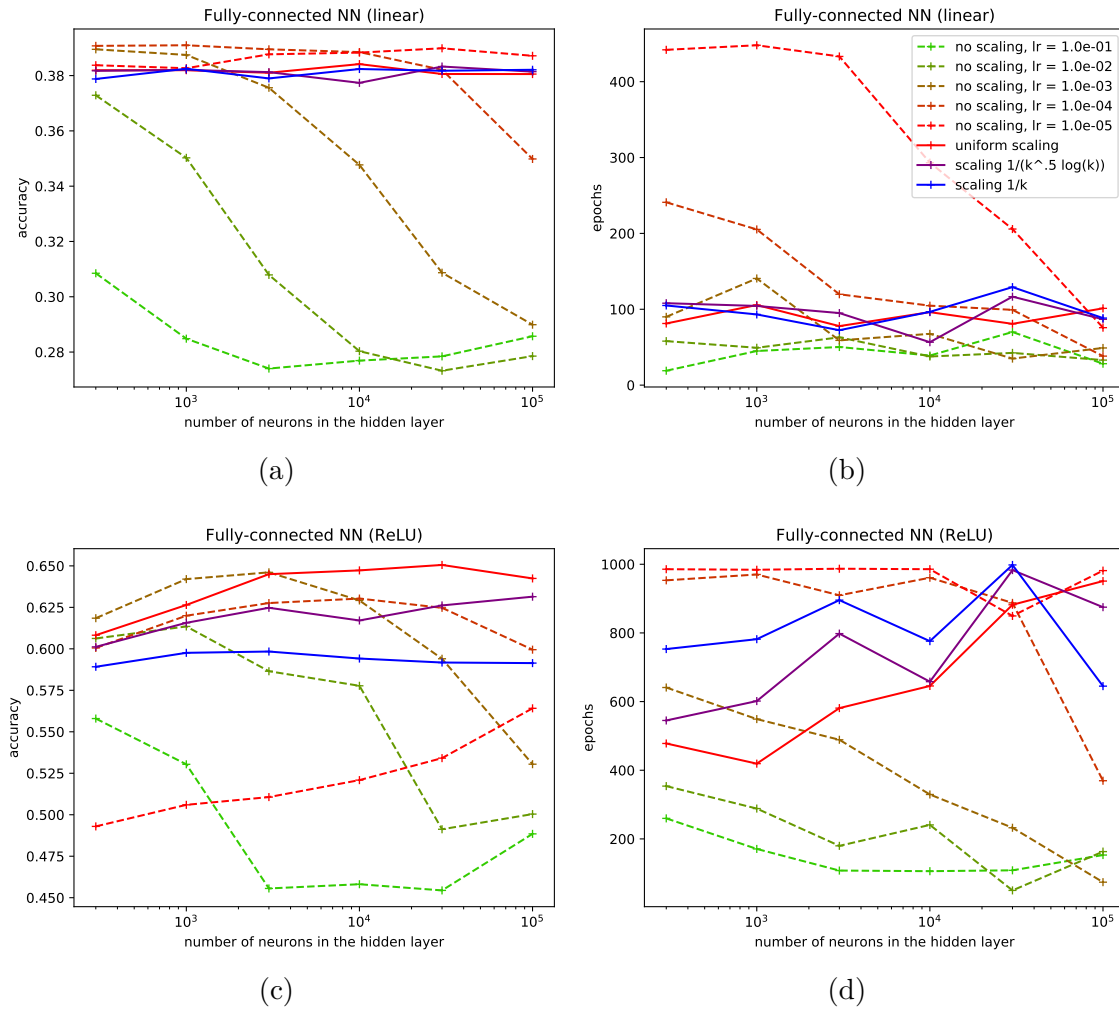 Fully-connected NN (linear)
accuracy
0.38
0.36
0.34
0.32
0.30
0.28
10^3
10^4
10^5
number of neurons in the hidden layer
(a)
Fully-connected NN (linear)
epochs
400
300
200
100
0
10^3
10^4
10^5
number of neurons in the hidden layer
no scaling, lr = 1.0e-01
no scaling, lr = 1.0e-02
no scaling, lr = 1.0e-03
no scaling, lr = 1.0e-04
no scaling, lr = 1.0e-05
uniform scaling
scaling 1/(k^.5 log(k))
scaling 1/k
(b)
Fully-connected NN (ReLU)
accuracy
0.650
0.625
0.600
0.575
0.550
0.525
0.500
0.475
0.450
10^3
10^4
10^5
number of neurons in the hidden layer
(c)
Fully-connected NN (ReLU)
epochs
1000
800
600
400
200
10^3
10^4
10^5
number of neurons in the hidden layer
(d)